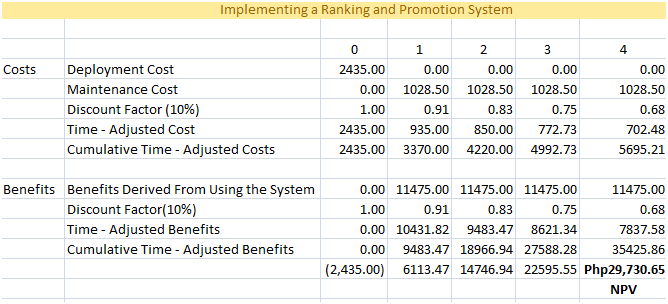 Implementing a Ranking and Promotion System
0 1 2 3 4
Costs Deployment Cost 2435.00 0.00 0.00 0.00 0.00
Maintenance Cost 0.00 1028.50 1028.50 1028.50 1028.50
Discount Factor (10%) 1.00 0.91 0.83 0.75 0.68
Time - Adjusted Cost 2435.00 935.00 850.00 772.73 702.48
Cumulative Time - Adjusted Costs 2435.00 3370.00 4220.00 4992.73 5695.21
Benefits Benefits Derived From Using the System 0.00 11475.00 11475.00 11475.00 11475.00
Discount Factor(10%) 1.00 0.91 0.83 0.75 0.68
Time - Adjusted Benefits 0.00 10431.82 9483.47 8621.34 7837.58
Cumulative Time - Adjusted Benefits 0.00 9483.47 18966.94 27588.28 35425.86
(2,435.00) 6113.47 14746.94 22595.55 Php29,730.65
NPV